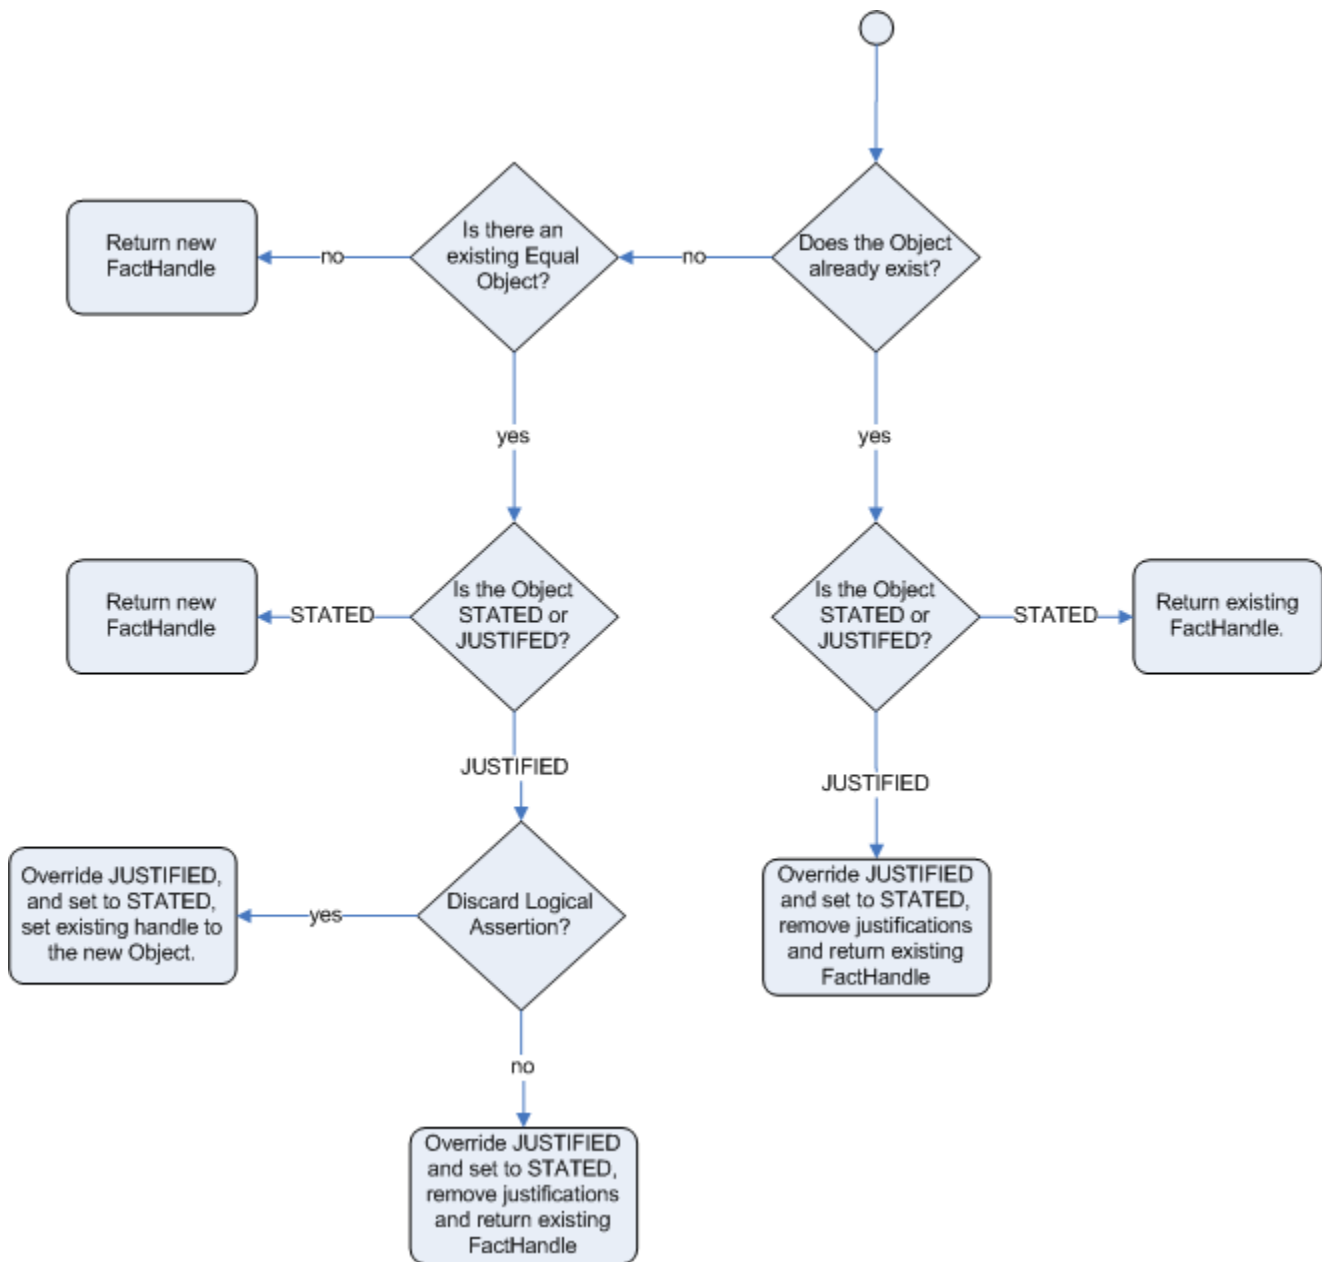 Return new
FactHandle
no
Is there an
existing Equal
Object?
no
Does the Object
already exist?
yes
yes
Return new
FactHandle
STATED
Is the Object
STATED or
JUSTIFED?
Is the Object
STATED or
JUSTIFED?
STATED
Return existing
FactHandle.
JUSTIFIED
JUSTIFIED
Override JUSTIFIED,
and set to STATED,
set existing handle to
the new Object.
yes
Discard Logical
Assertion?
Override JUSTIFIED
and set to STATED,
remove justifications
and return existing
FactHandle
no
Override JUSTIFIED
and set to STATED,
remove justifications
and return existing
FactHandle